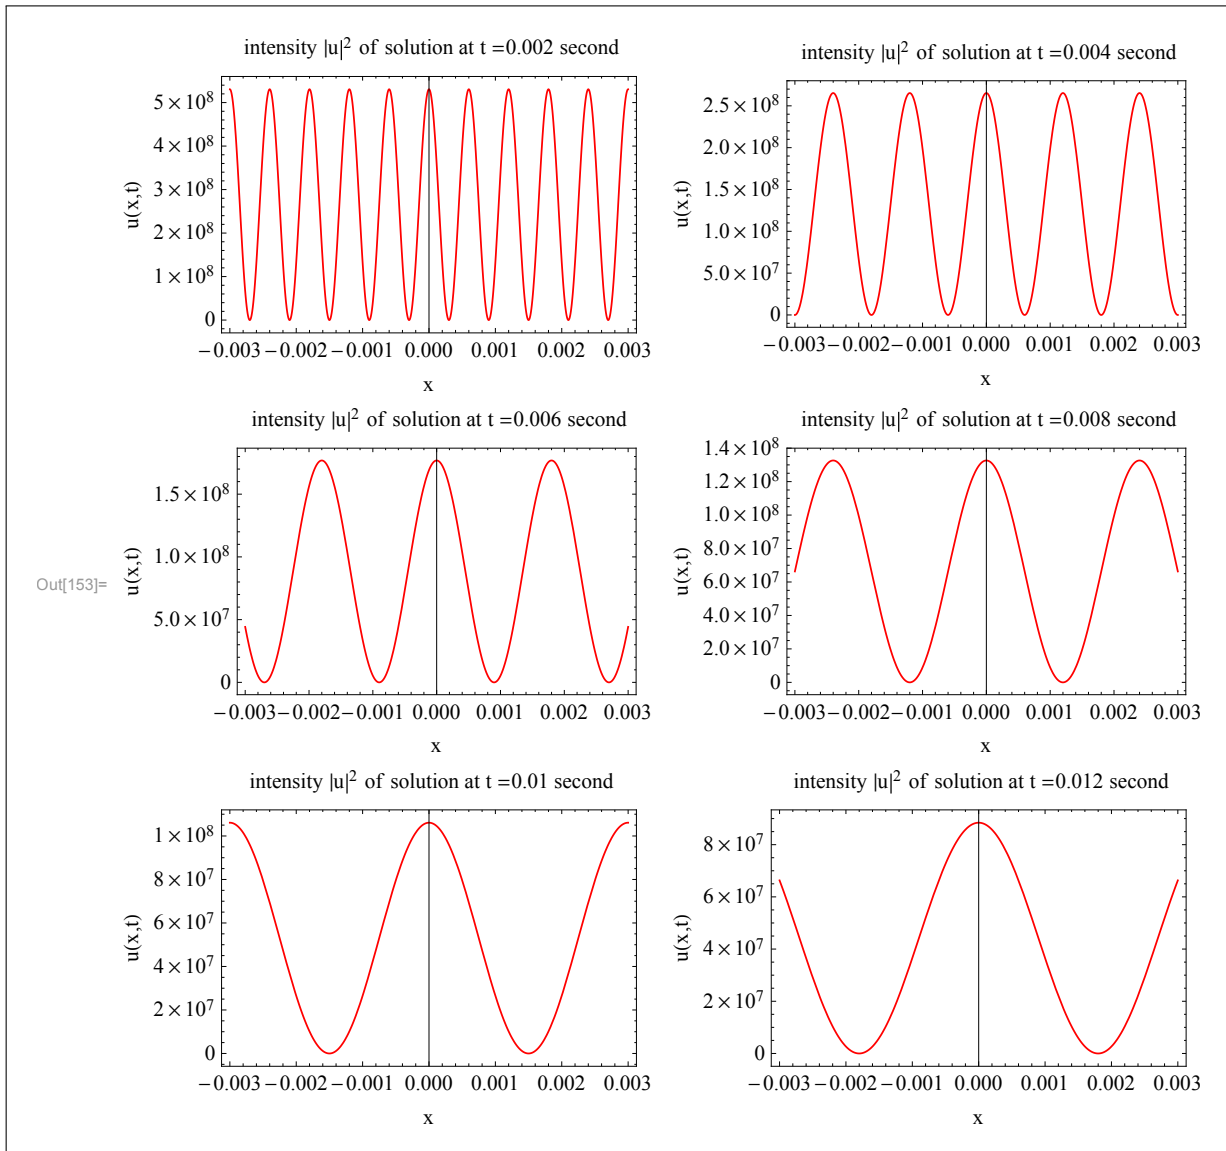 intensity |u|² of solution at t =0.002 second
5×10⁸
4×10⁸
3×10⁸
2×10⁸
1×10⁸
0
u(x,t)
−0.003 −0.002 −0.001 0.000 0.001 0.002 0.003
x
intensity |u|² of solution at t =0.004 second
2.5×10⁸
2.0×10⁸
1.5×10⁸
1.0×10⁸
5.0×10⁷
0
u(x,t)
−0.003 −0.002 −0.001 0.000 0.001 0.002 0.003
x
intensity |u|² of solution at t =0.006 second
1.5×10⁸
1.0×10⁸
5.0×10⁷
0
u(x,t)
−0.003 −0.002 −0.001 0.000 0.001 0.002 0.003
x
intensity |u|² of solution at t =0.008 second
1.4×10⁸
1.2×10⁸
1.0×10⁸
8.0×10⁷
6.0×10⁷
4.0×10⁷
2.0×10⁷
0
u(x,t)
−0.003 −0.002 −0.001 0.000 0.001 0.002 0.003
x
Out[153]=
intensity |u|² of solution at t =0.01 second
1×10⁸
8×10⁷
6×10⁷
4×10⁷
2×10⁷
0
u(x,t)
−0.003 −0.002 −0.001 0.000 0.001 0.002 0.003
x
intensity |u|² of solution at t =0.012 second
8×10⁷
6×10⁷
4×10⁷
2×10⁷
0
u(x,t)
−0.003 −0.002 −0.001 0.000 0.001 0.002 0.003
x